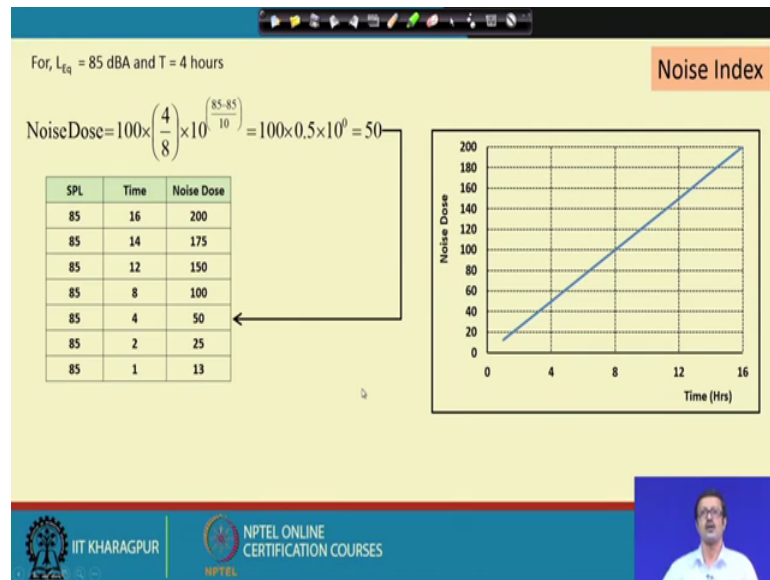 For, L_Eq = 85 dBA and T = 4 hours
Noise Index
NoiseDose=100×(4/8)×10^((85–85)/10)=100×0.5×10^0=50
SPL Time Noise Dose
85 16 200
85 14 175
85 12 150
85 8 100
85 4 50
85 2 25
85 1 13
Noise Dose
200
180
160
140
120
100
80
60
40
20
0
0 4 8 12 16
Time (Hrs)
IIT KHARAGPUR
NPTEL
NPTEL ONLINE
CERTIFICATION COURSES